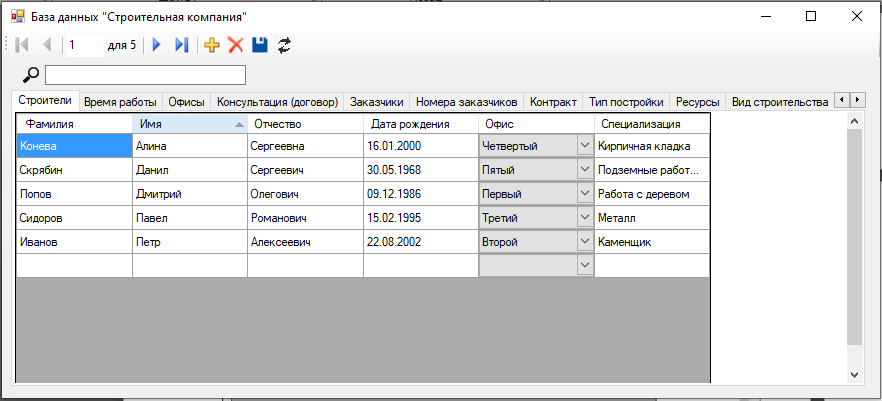 База данных "Строительная компания"
1 для 5
Строители Время работы Офисы Консультация (договор) Заказчики Номера заказчиков Контракт Тип постройки Ресурсы Вид строительства
Фамилия Имя Отчество Дата рождения Офис Специализация
Конева Алина Сергеевна 16.01.2000 Четвертый Кирпичная кладка
Скрябин Данил Сергеевич 30.05.1968 Пятый Подземные работ...
Попов Дмитрий Олегович 09.12.1986 Первый Работа с деревом
Сидоров Павел Романович 15.02.1995 Третий Металл
Иванов Петр Алексеевич 22.08.2002 Второй Каменщик